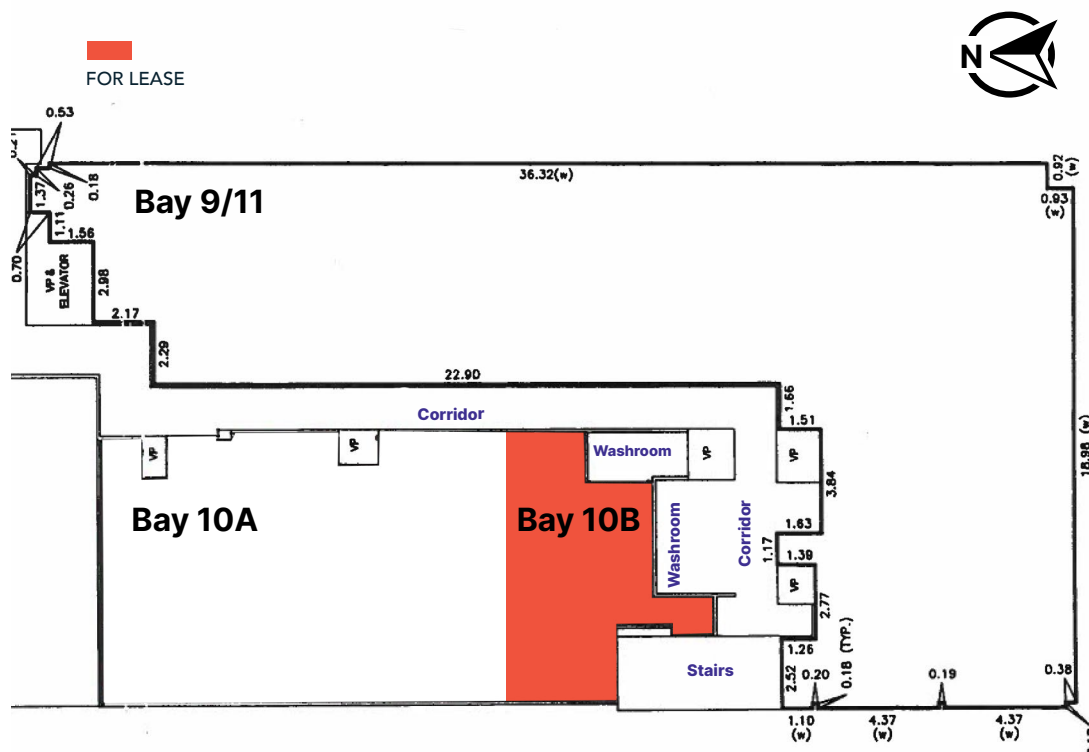 N
FOR LEASE
0.53
36.32(w)
0.92
(w)
0.93
(w)
1.37
0.26
0.18
Bay 9/11
1.11
1.56
0.70
VP &
ELEVATOR
2.98
2.17
2.29
22.90
1.66
1.51
Corridor
Washroom
VP
VP
VP
VP
3.84
18.98 (w)
Bay 10A
Bay 10B
Washroom
Corridor
1.63
1.17
1.39
VP
2.77
1.26
0.18 (TYP.)
Stairs
2.52
0.20
0.19
0.38
1.10
(w)
4.37
(w)
4.37
(w)